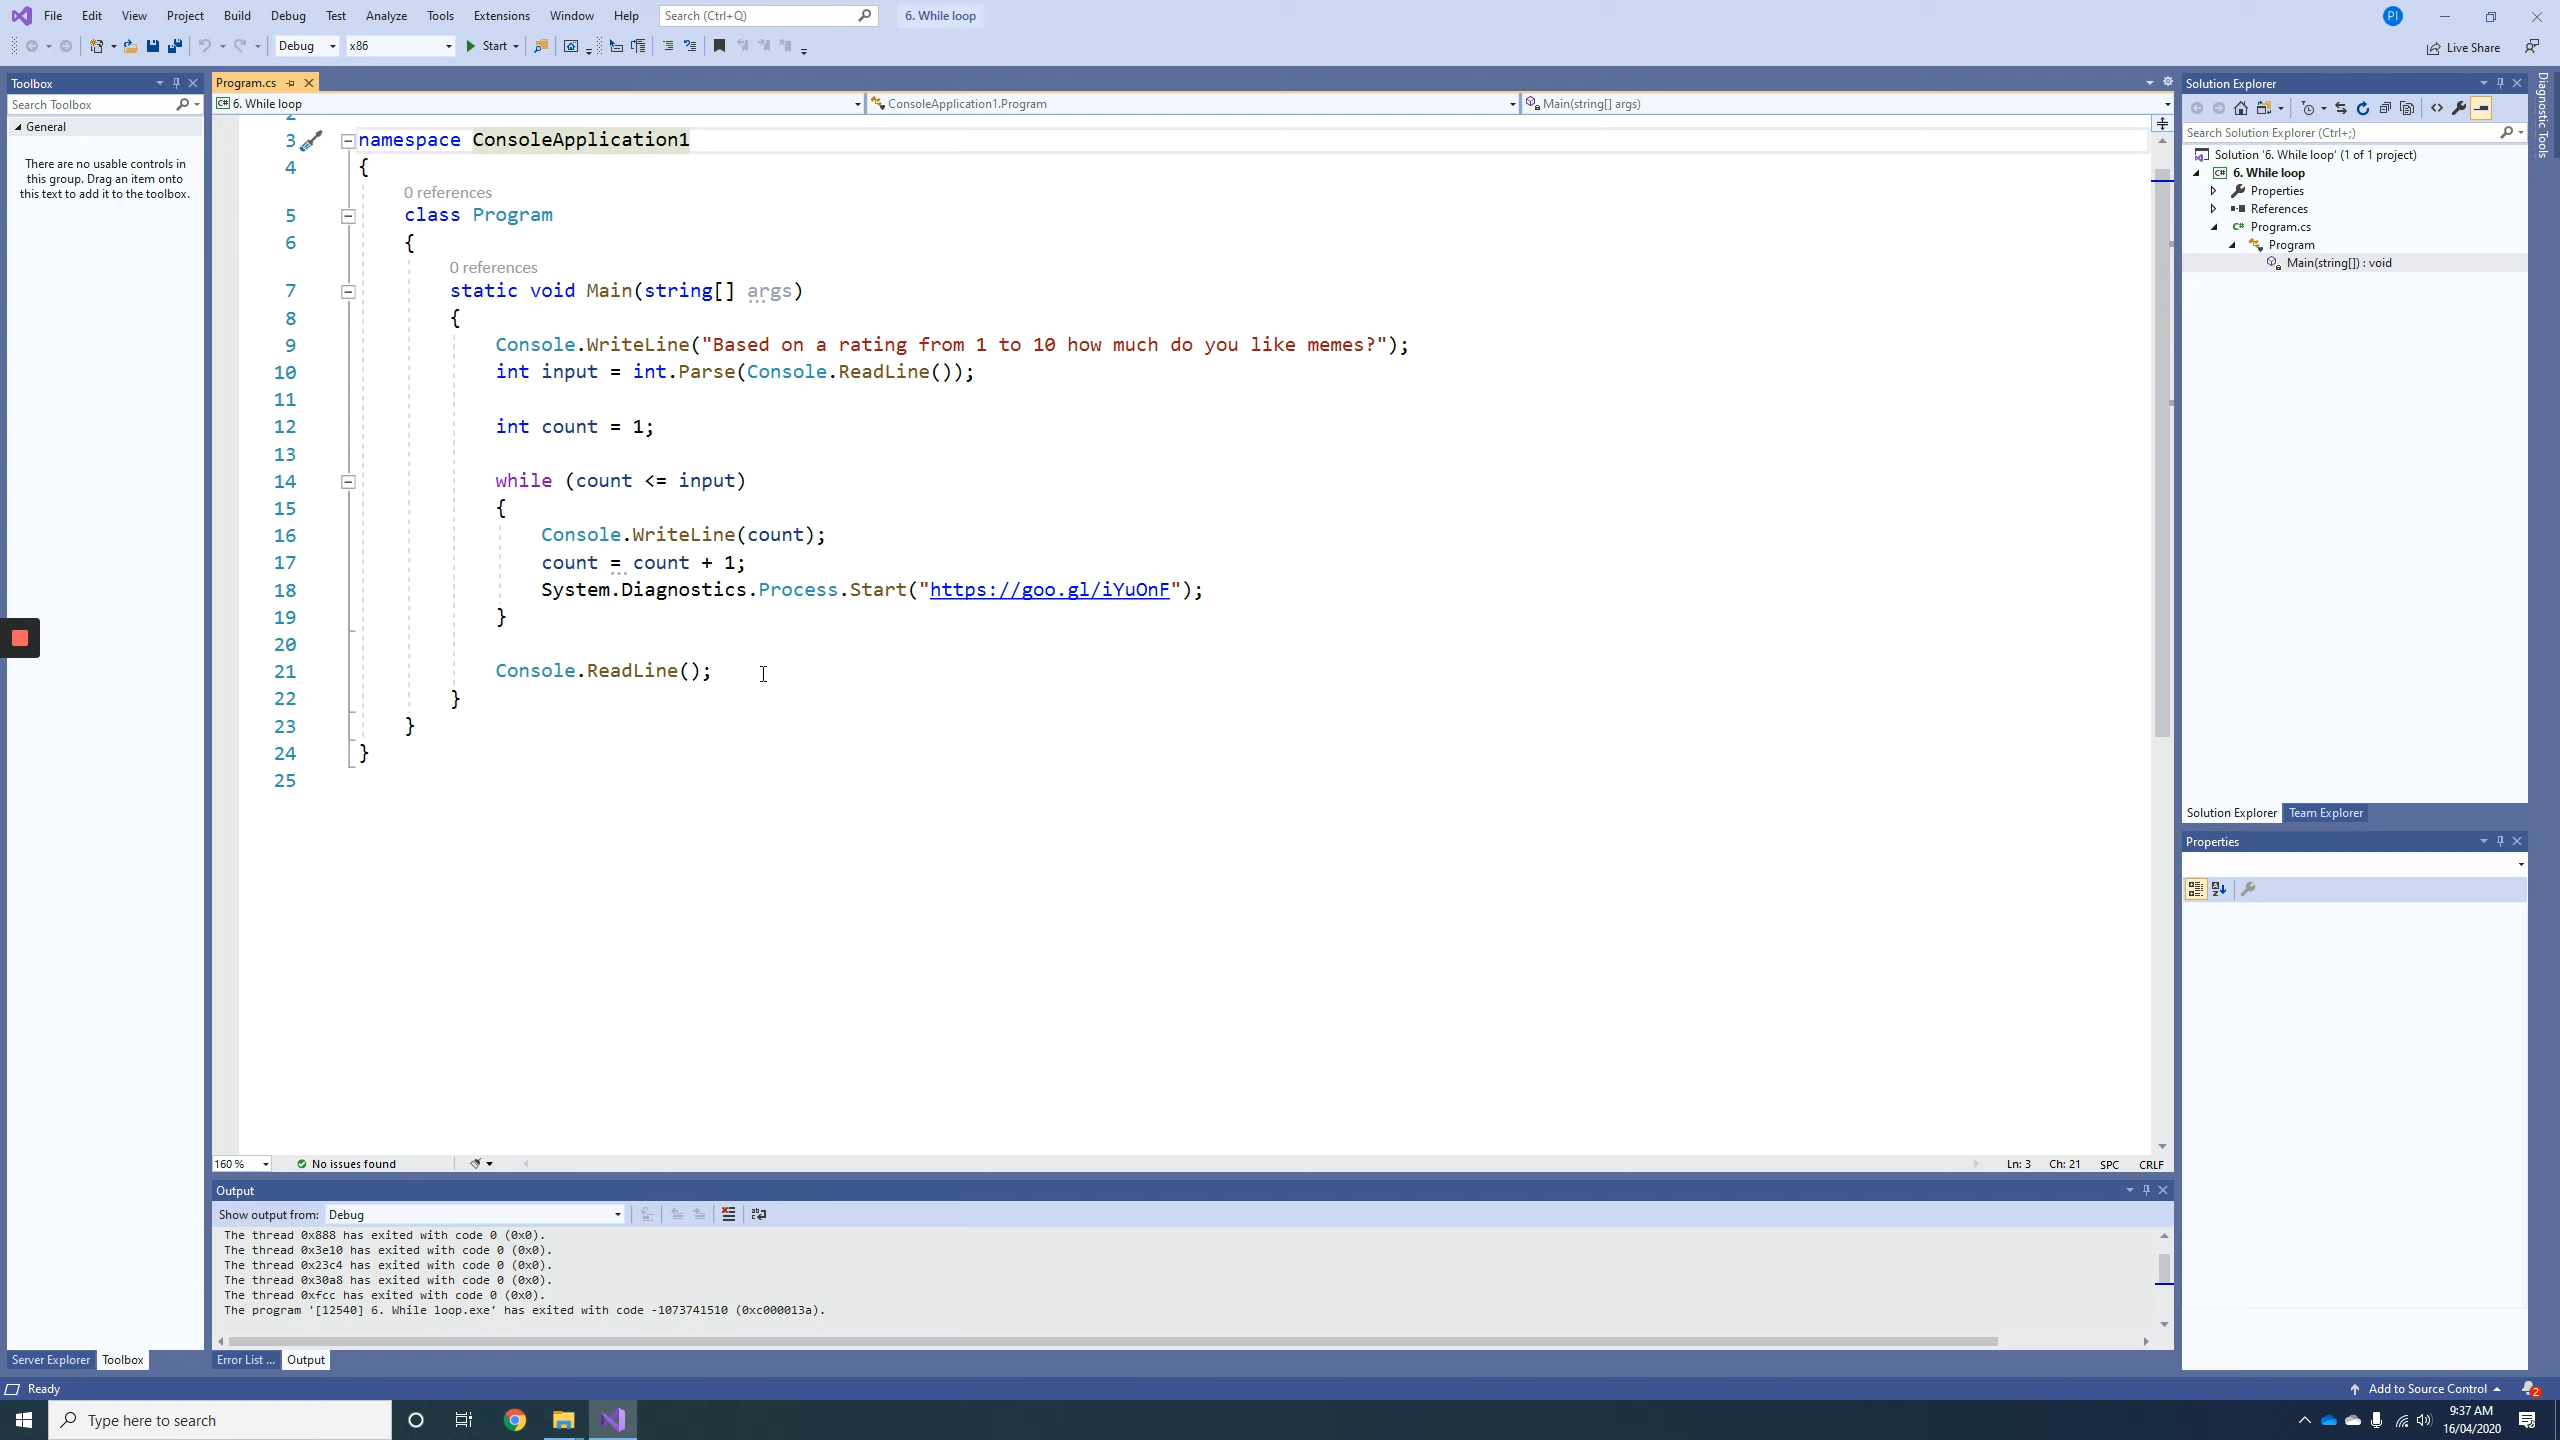 File Edit View Project Build Debug Test Analyze Tools Extensions Window Help Search (Ctrl+Q) 6. While loop PI
Debug x86 Start Live Share
Toolbox
Search Toolbox
General
There are no usable controls in
this group. Drag an item onto
this text to add it to the toolbox.
Program.cs
6. While loop ConsoleApplication1.Program Main(string[] args)
2
3 namespace ConsoleApplication1
4 {
0 references
5 class Program
6 {
0 references
7 static void Main(string[] args)
8 {
9 Console.WriteLine("Based on a rating from 1 to 10 how much do you like memes?");
10 int input = int.Parse(Console.ReadLine());
11
12 int count = 1;
13
14 while (count <= input)
15 {
16 Console.WriteLine(count);
17 count = count + 1;
18 System.Diagnostics.Process.Start("https://goo.gl/iYuOnF");
19 }
20
21 Console.ReadLine();
22 }
23 }
24 }
25
160 % No issues found Ln: 3 Ch: 21 SPC CRLF
Output
Show output from: Debug
The thread 0x888 has exited with code 0 (0x0).
The thread 0x3e10 has exited with code 0 (0x0).
The thread 0x23c4 has exited with code 0 (0x0).
The thread 0x30a8 has exited with code 0 (0x0).
The thread 0xfcc has exited with code 0 (0x0).
The program '[12540] 6. While loop.exe' has exited with code -1073741510 (0xc000013a).
Server Explorer Toolbox Error List ... Output
Solution Explorer
Search Solution Explorer (Ctrl+;)
Solution '6. While loop' (1 of 1 project)
C# 6. While loop
Properties
References
C# Program.cs
Program
Main(string[]) : void
Solution Explorer Team Explorer
Properties
Diagnostic Tools
Ready Add to Source Control 2
Type here to search
9:37 AM
16/04/2020